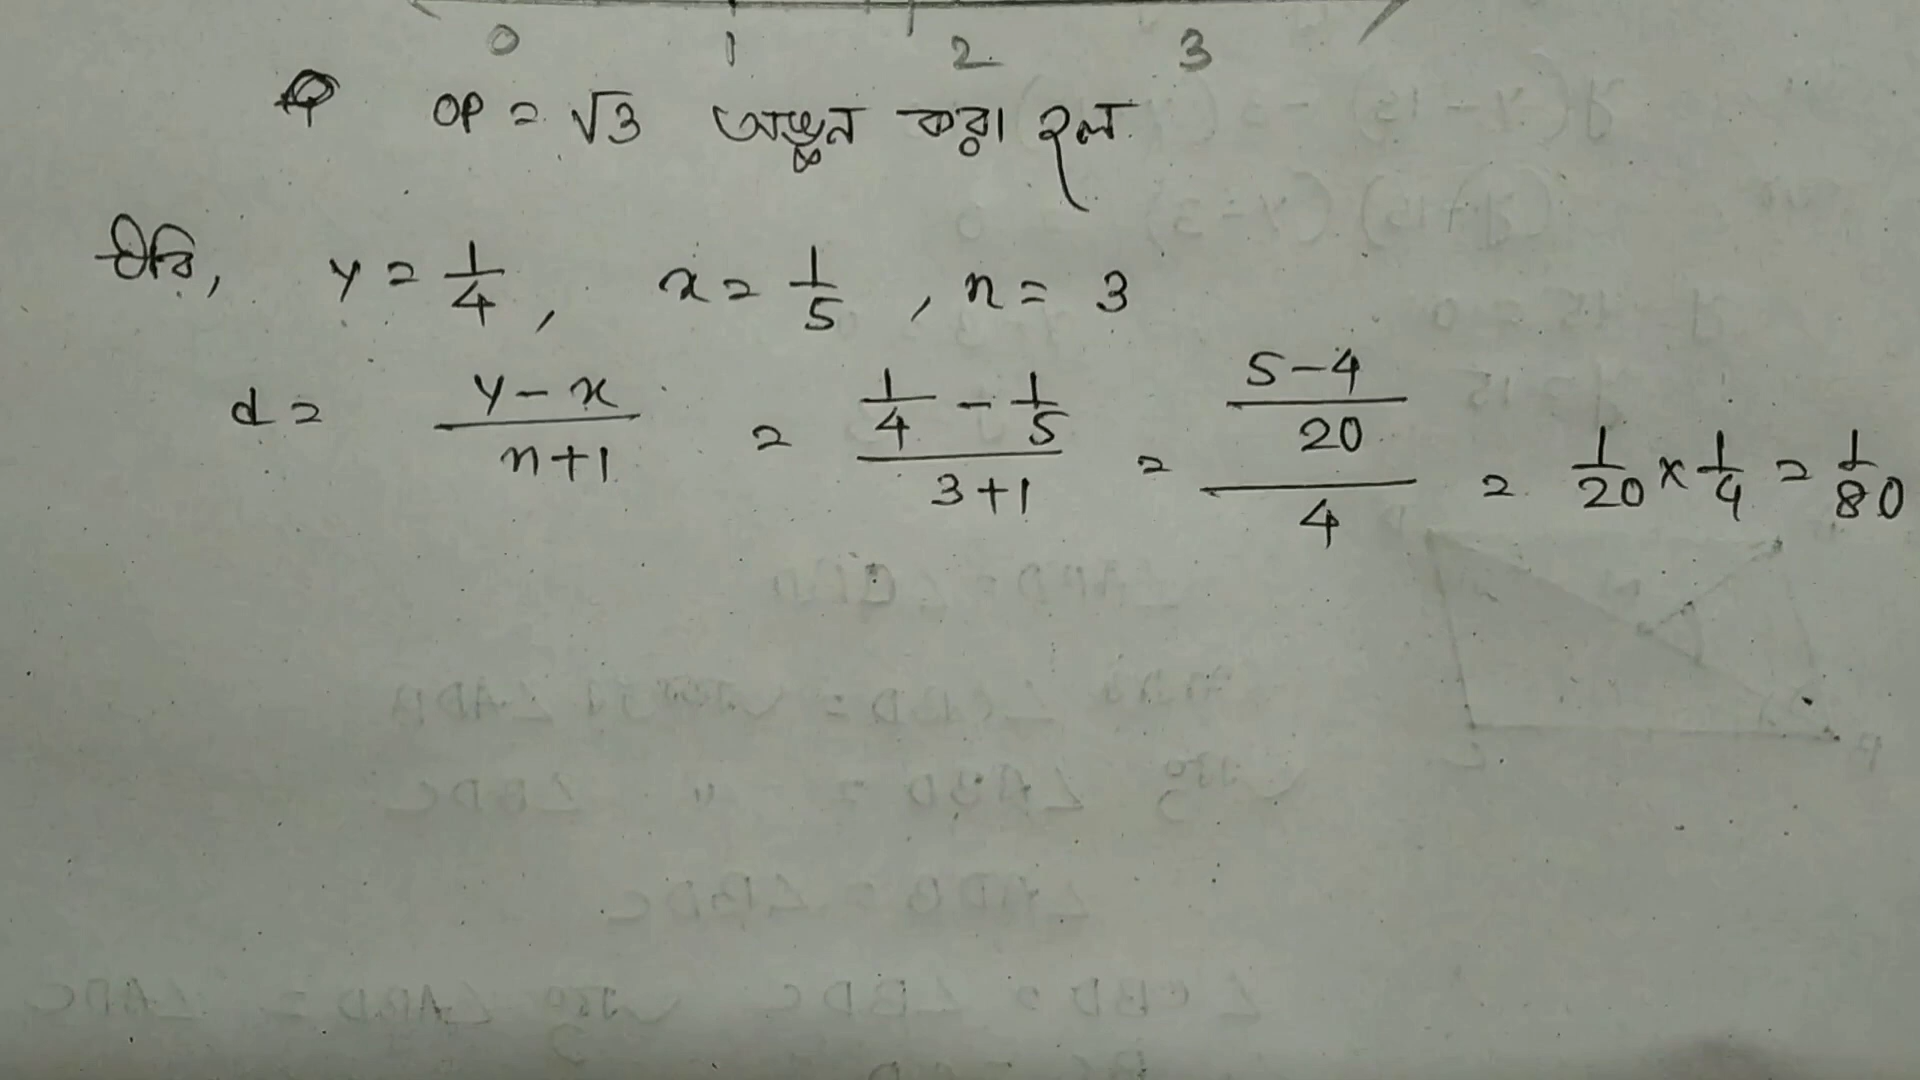 0 1 2 3
OP = √3 অঙ্কন করা হল
ধরি, y = 1/4, x = 1/5, n = 3
d = (y - x)/(n+1) = (1/4 - 1/5)/(3+1) = ((5-4)/20)/4 = 1/20 × 1/4 = 1/80